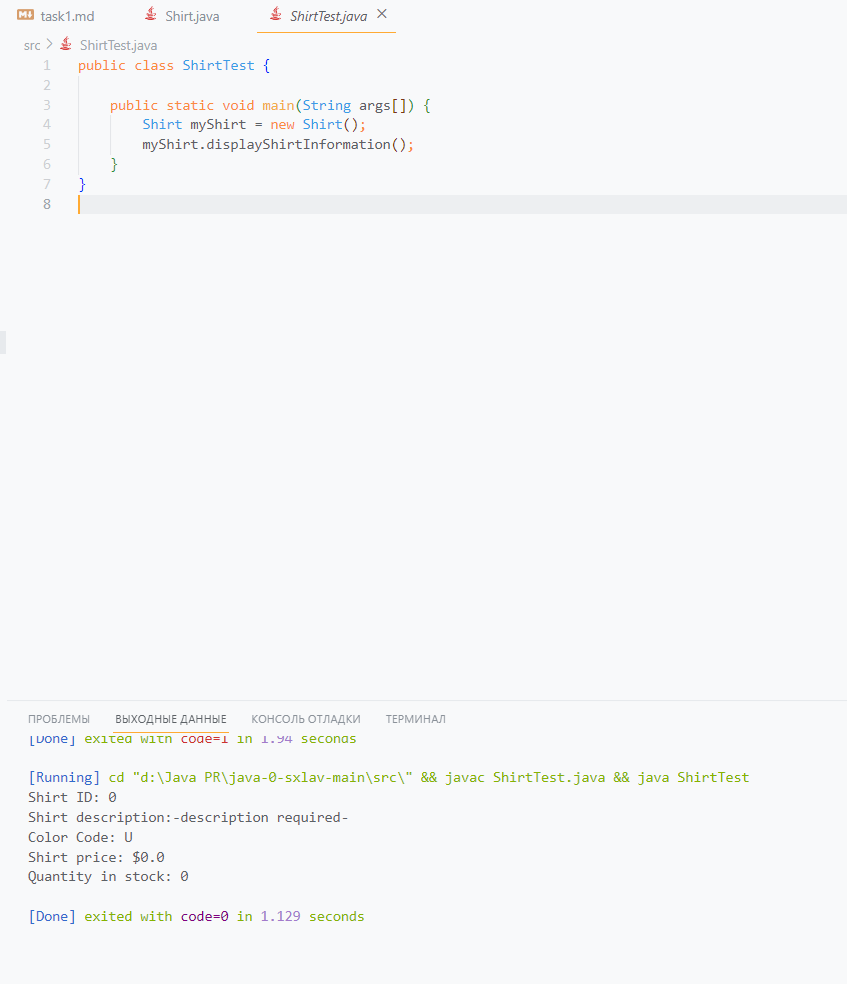 task1.md Shirt.java ShirtTest.java
src > ShirtTest.java
1 public class ShirtTest {
2
3 public static void main(String args[]) {
4 Shirt myShirt = new Shirt();
5 myShirt.displayShirtInformation();
6 }
7 }
8
ПРОБЛЕМЫ ВЫХОДНЫЕ ДАННЫЕ КОНСОЛЬ ОТЛАДКИ ТЕРМИНАЛ
[Done] exited with code=1 in 1.94 seconds
[Running] cd "d:\Java PR\java-0-sxlav-main\src\" && javac ShirtTest.java && java ShirtTest
Shirt ID: 0
Shirt description:-description required-
Color Code: U
Shirt price: $0.0
Quantity in stock: 0
[Done] exited with code=0 in 1.129 seconds